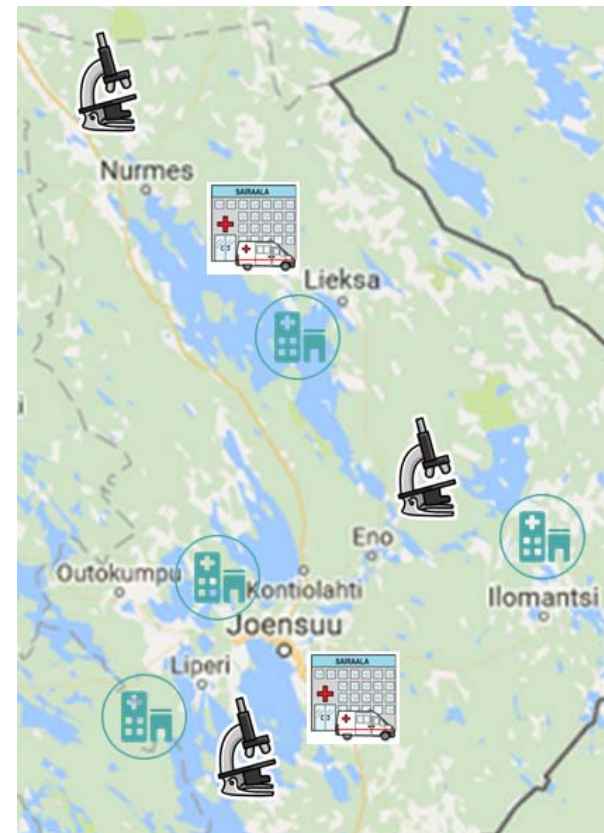 Nurmes
SAIRAALA
Lieksa
Eno
Outokumpu
Kontiolahti
Ilomantsi
Joensuu
Liperi
SAIRAALA